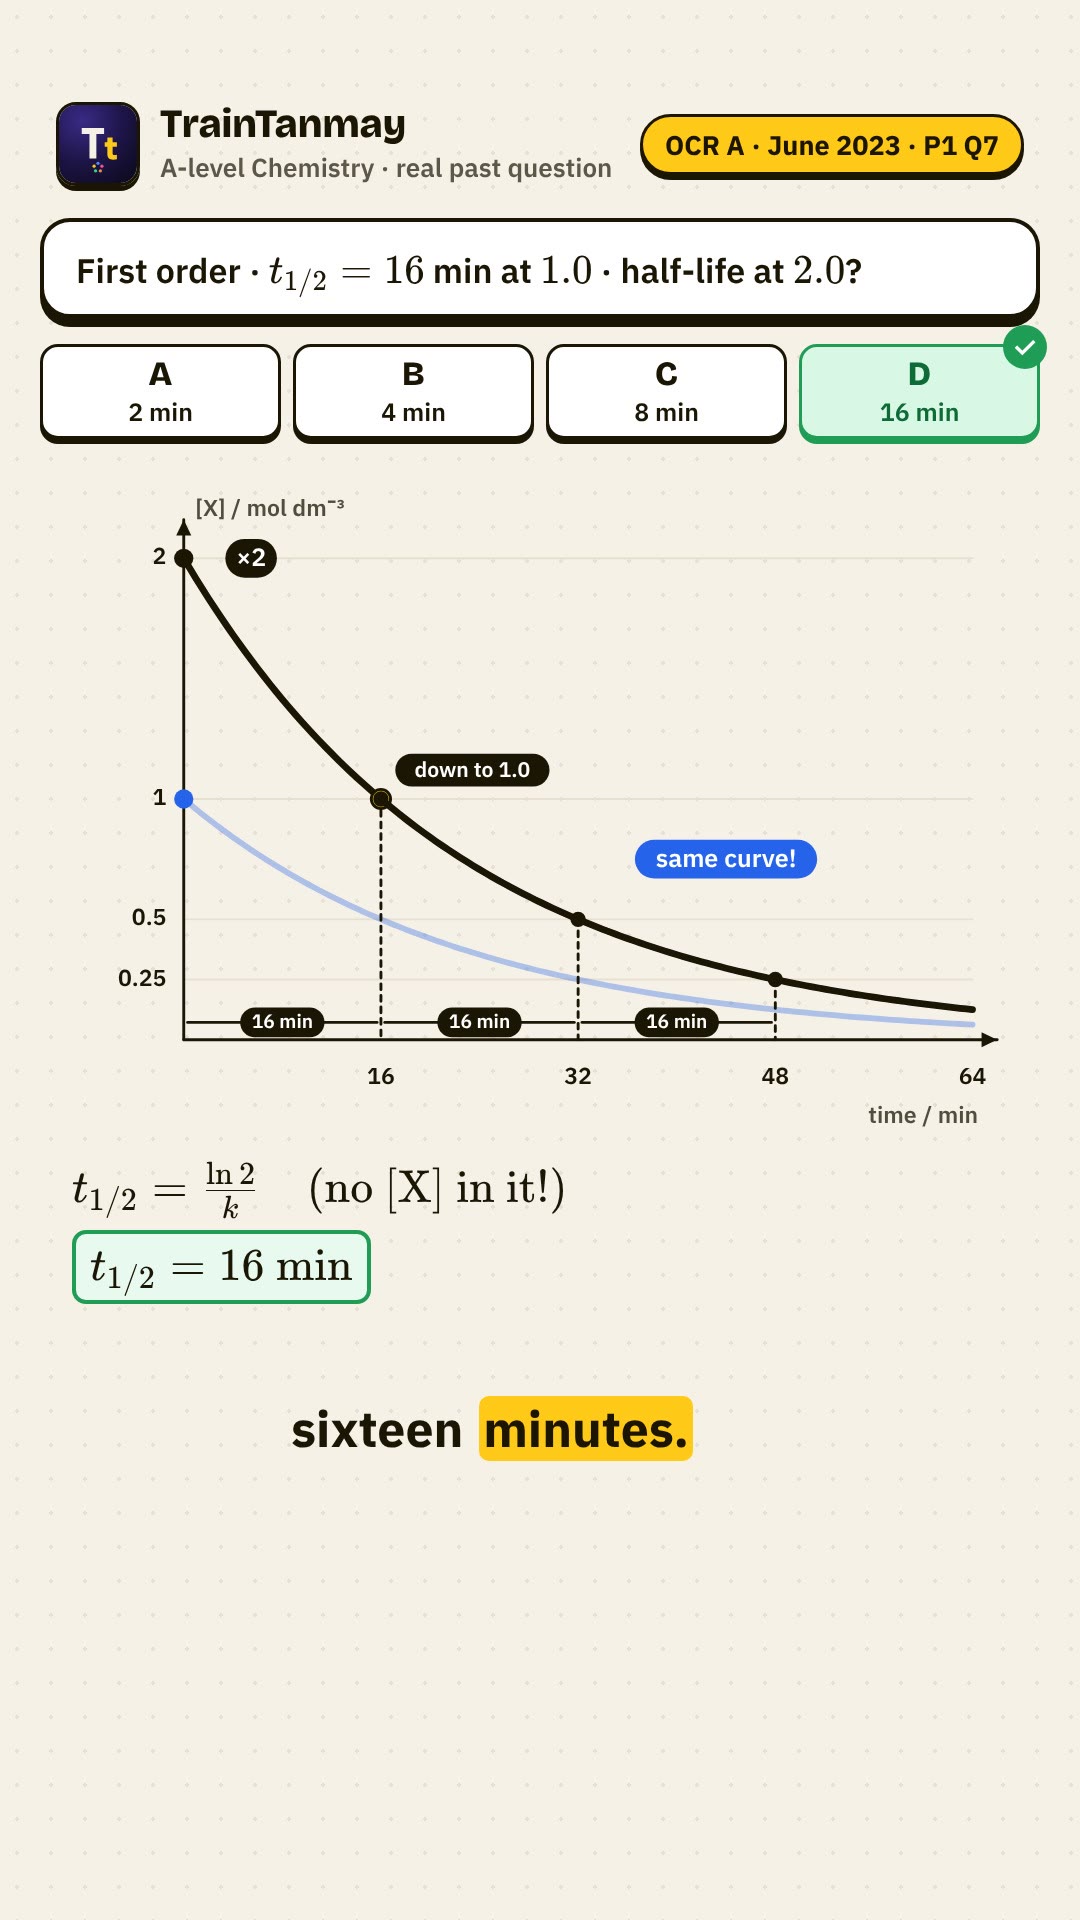 Tt
TrainTanmay
A-level Chemistry · real past question
OCR A · June 2023 · P1 Q7
First order · t₁/₂ = 16 min at 1.0 · half-life at 2.0?
A
2 min
B
4 min
C
8 min
D
16 min
[X] / mol dm⁻³
2
×2
down to 1.0
1
same curve!
0.5
0.25
16 min
16 min
16 min
16
32
48
64
time / min
t₁/₂ = ln 2 / k (no [X] in it!)
t₁/₂ = 16 min
sixteen minutes.